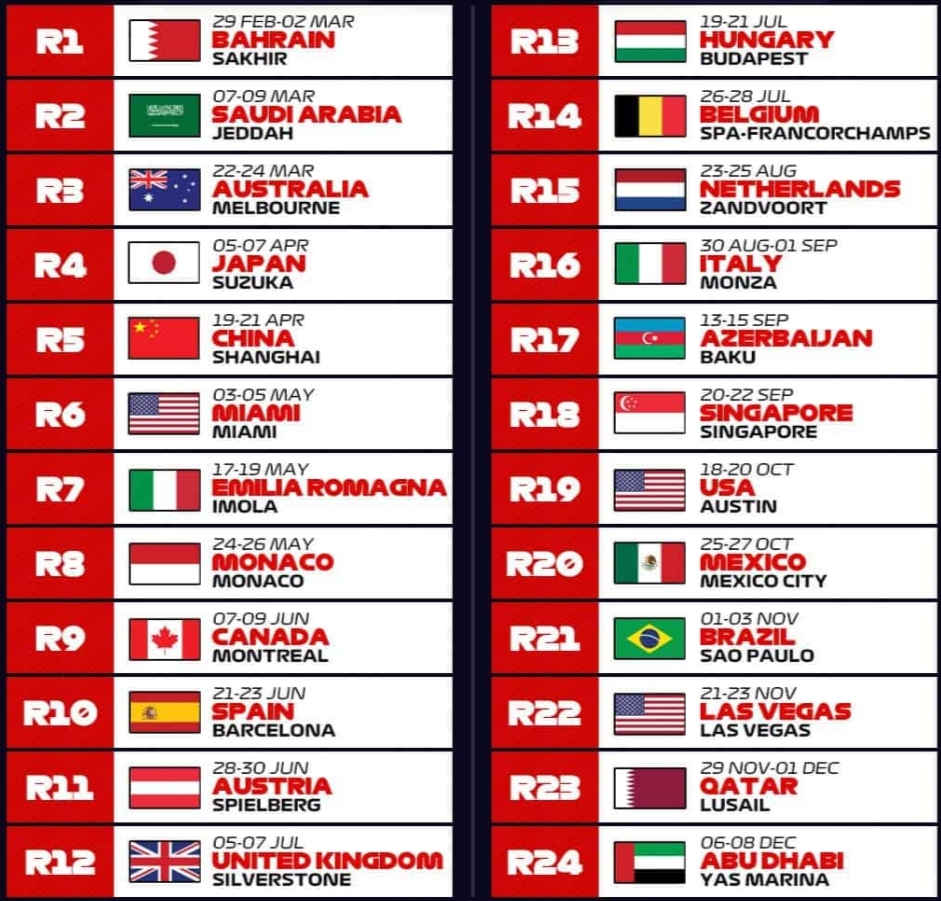 R1
29 FEB-02 MAR
BAHRAIN
SAKHIR
R2
07-09 MAR
SAUDI ARABIA
JEDDAH
R3
22-24 MAR
AUSTRALIA
MELBOURNE
R4
05-07 APR
JAPAN
SUZUKA
R5
19-21 APR
CHINA
SHANGHAI
R6
03-05 MAY
MIAMI
MIAMI
R7
17-19 MAY
EMILIA ROMAGNA
IMOLA
R8
24-26 MAY
MONACO
MONACO
R9
07-09 JUN
CANADA
MONTREAL
R10
21-23 JUN
SPAIN
BARCELONA
R11
28-30 JUN
AUSTRIA
SPIELBERG
R12
05-07 JUL
UNITED KINGDOM
SILVERSTONE
R13
19-21 JUL
HUNGARY
BUDAPEST
R14
26-28 JUL
BELGIUM
SPA-FRANCORCHAMPS
R15
23-25 AUG
NETHERLANDS
ZANDVOORT
R16
30 AUG-01 SEP
ITALY
MONZA
R17
13-15 SEP
AZERBAIJAN
BAKU
R18
20-22 SEP
SINGAPORE
SINGAPORE
R19
18-20 OCT
USA
AUSTIN
R20
25-27 OCT
MEXICO
MEXICO CITY
R21
01-03 NOV
BRAZIL
SAO PAULO
R22
21-23 NOV
LAS VEGAS
LAS VEGAS
R23
29 NOV-01 DEC
QATAR
LUSAIL
R24
06-08 DEC
ABU DHABI
YAS MARINA